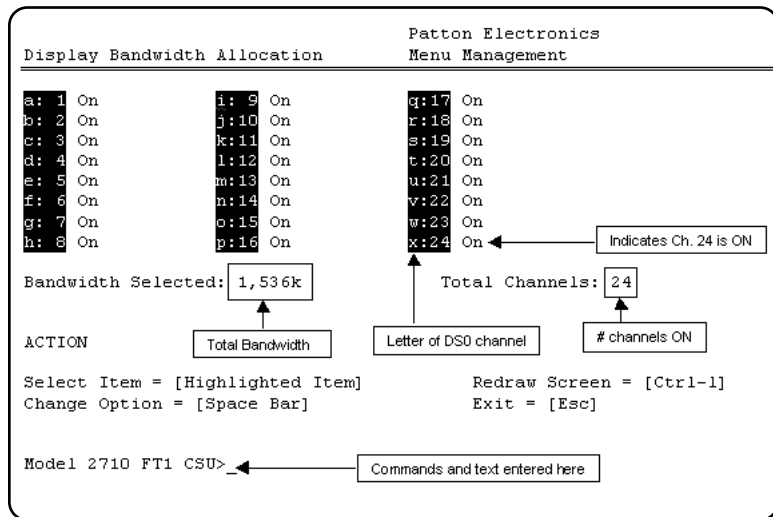 Patton Electronics
Display Bandwidth Allocation Menu Management
a: 1 On i: 9 On q:17 On
b: 2 On j:10 On r:18 On
c: 3 On k:11 On s:19 On
d: 4 On l:12 On t:20 On
e: 5 On m:13 On u:21 On
f: 6 On n:14 On v:22 On
g: 7 On o:15 On w:23 On
h: 8 On p:16 On x:24 On Indicates Ch. 24 is ON
Bandwidth Selected: 1,536k Total Channels: 24
ACTION Total Bandwidth Letter of DS0 channel # channels ON
Select Item = [Highlighted Item] Redraw Screen = [Ctrl-l]
Change Option = [Space Bar] Exit = [Esc]
Model 2710 FT1 CSU>_ Commands and text entered here